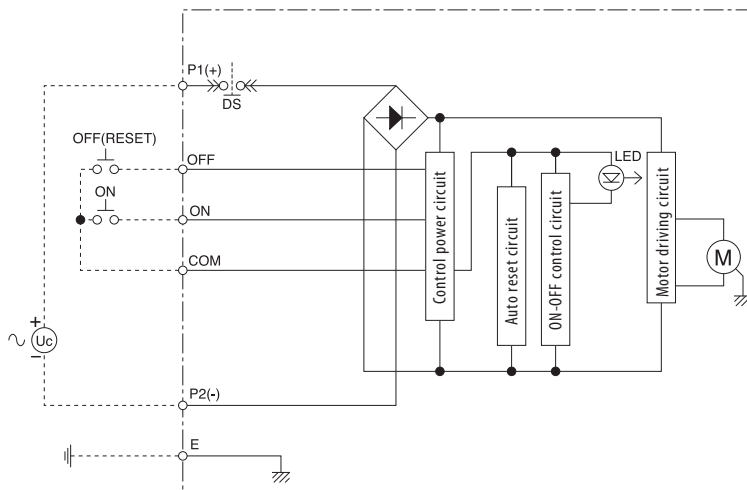 P1(+)
DS
OFF(RESET)
OFF
ON
ON
COM
LED
Control power circuit
Auto reset circuit
ON-OFF control circuit
Motor driving circuit
M
+
Uc
−
P2(-)
E